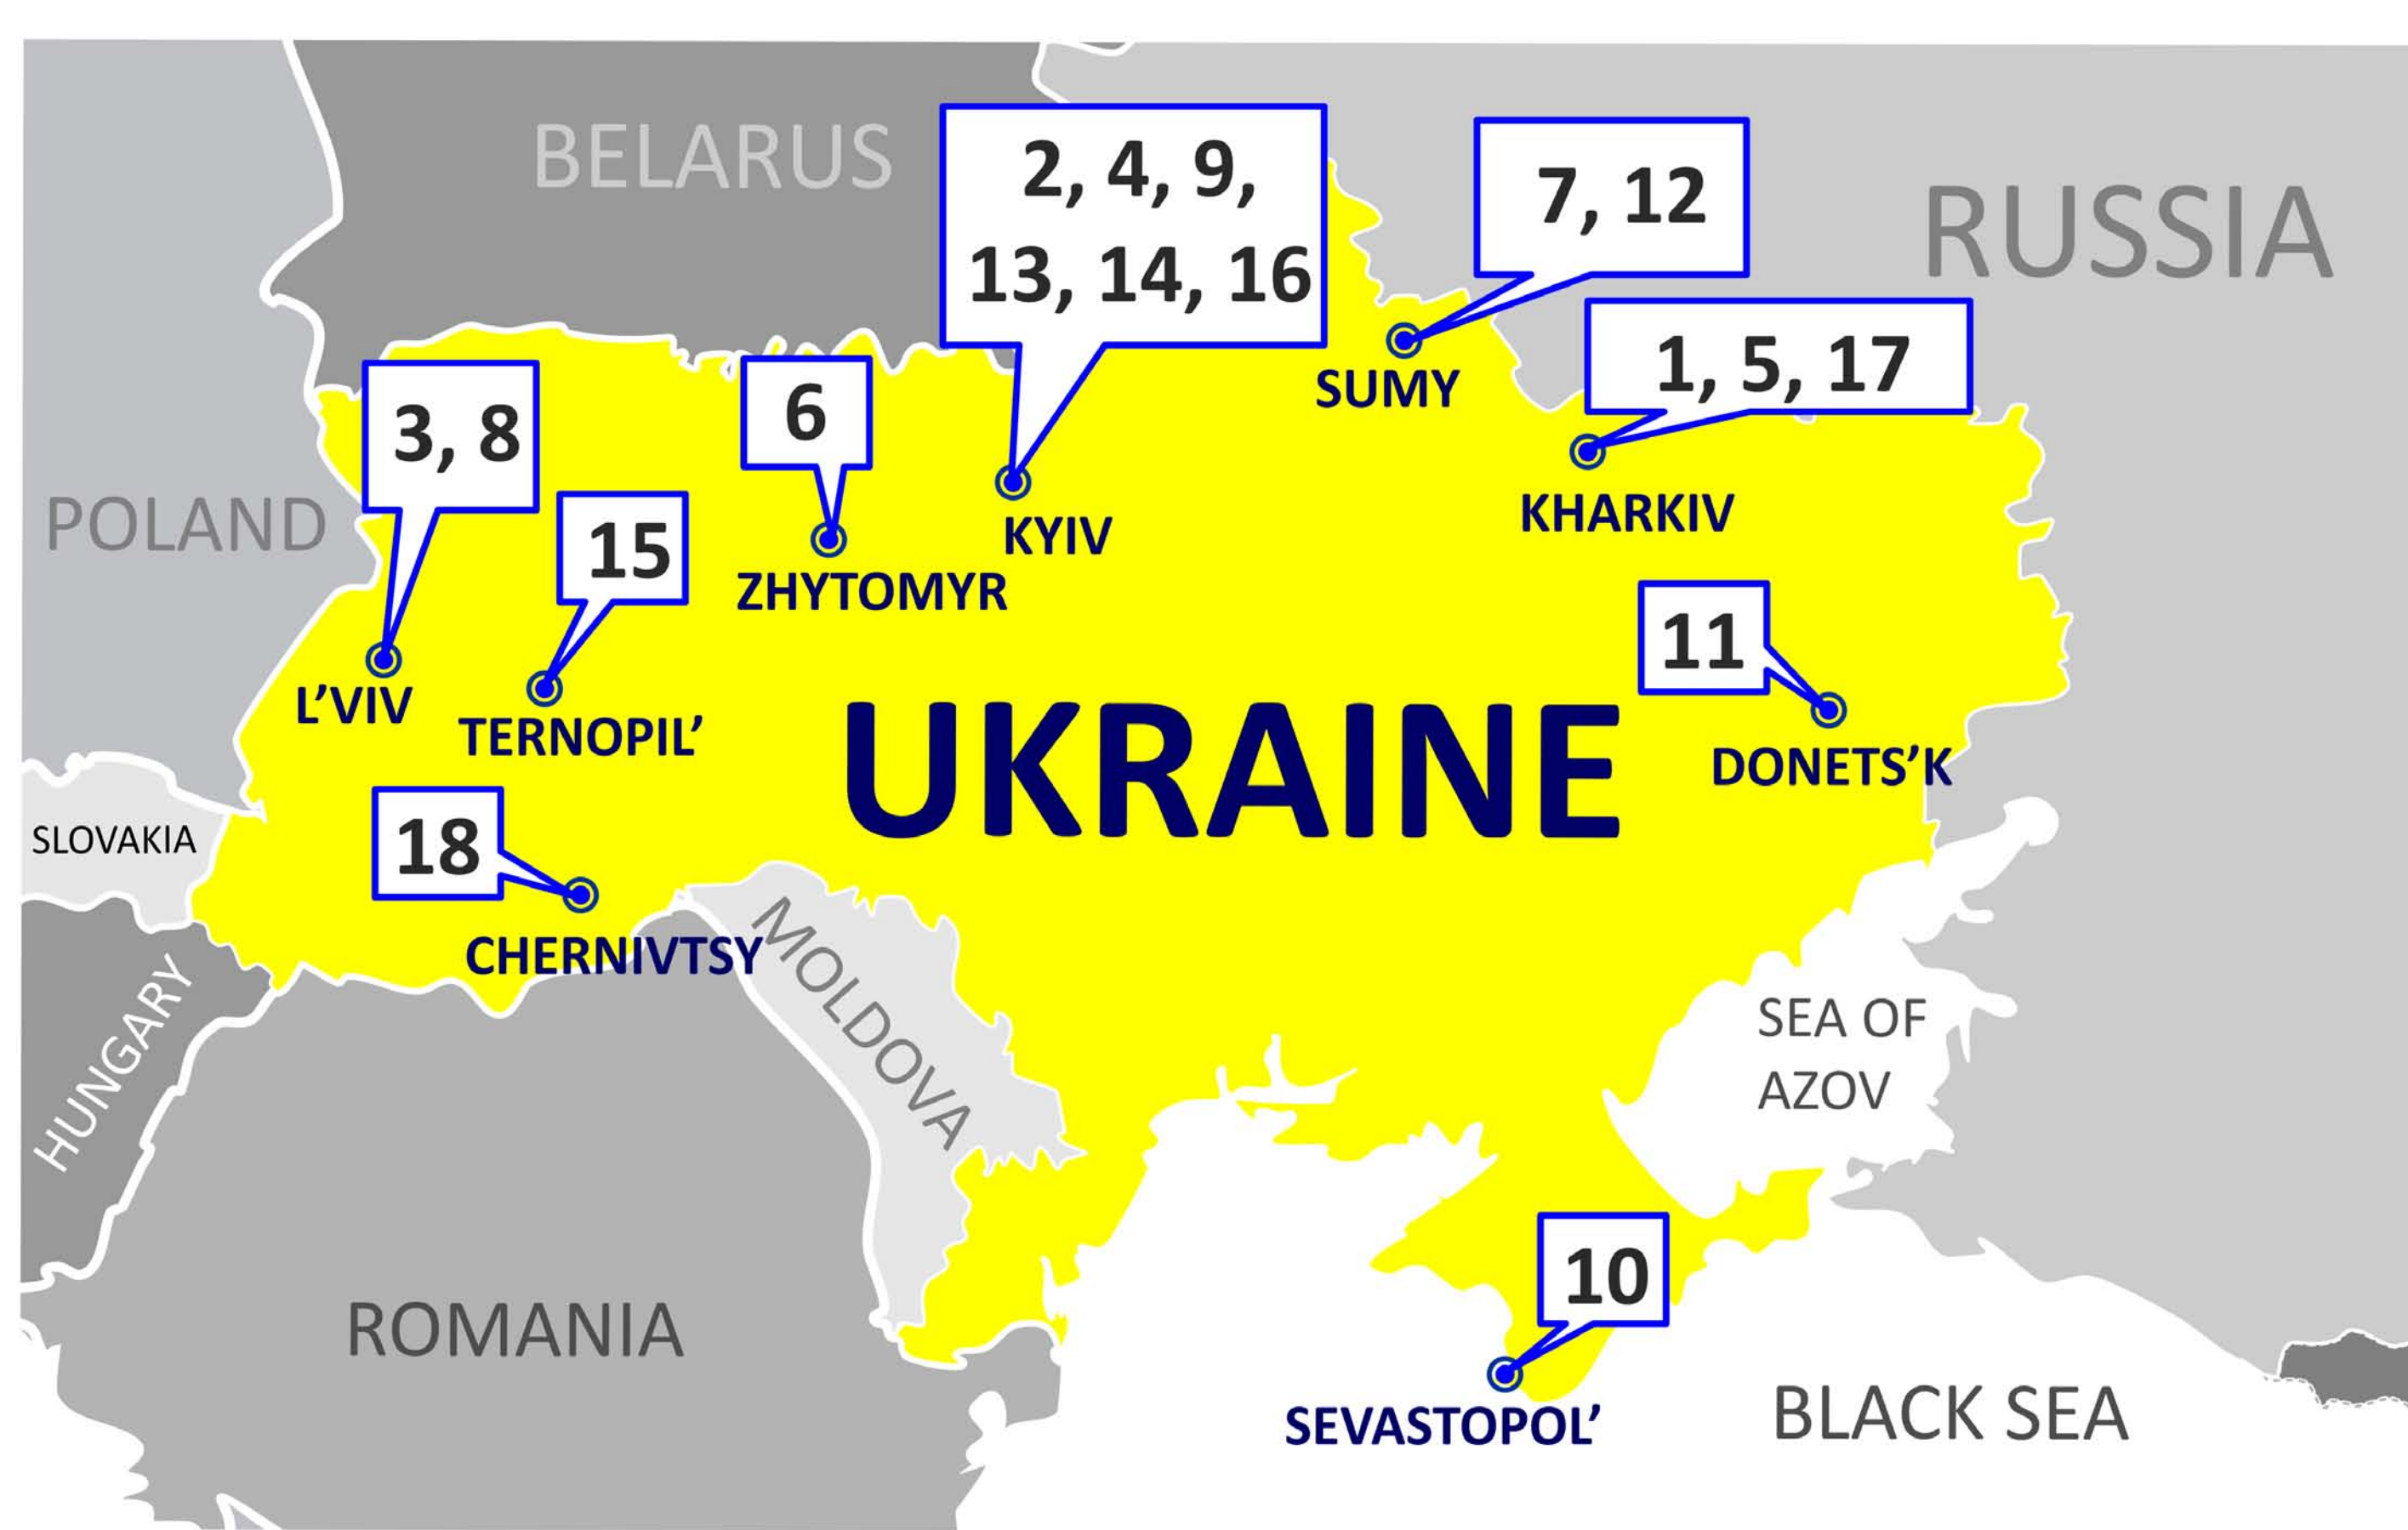 BELARUS
2, 4, 9,
13, 14, 16
7, 12
RUSSIA
1, 5, 17
SUMY
3, 8
6
KHARKIV
POLAND
15
KYIV
ZHYTOMYR
11
L’VIV
TERNOPIL’
UKRAINE
DONETS’K
SLOVAKIA
18
CHERNIVTSY
MOLDOVA
HUNGARY
SEA OF
AZOV
10
ROMANIA
SEVASTOPOL’
BLACK SEA